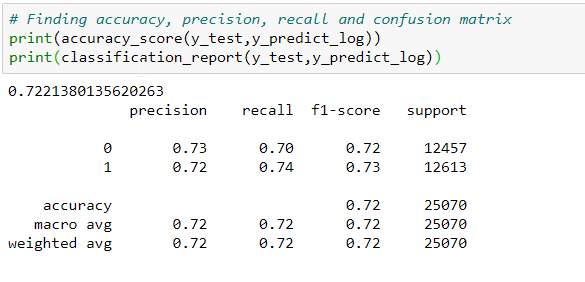 # Finding accuracy, precision, recall and confusion matrix
print(accuracy_score(y_test,y_predict_log))
print(classification_report(y_test,y_predict_log))
0.7221380135620263
precision recall f1-score support
0 0.73 0.70 0.72 12457
1 0.72 0.74 0.73 12613
accuracy 0.72 25070
macro avg 0.72 0.72 0.72 25070
weighted avg 0.72 0.72 0.72 25070